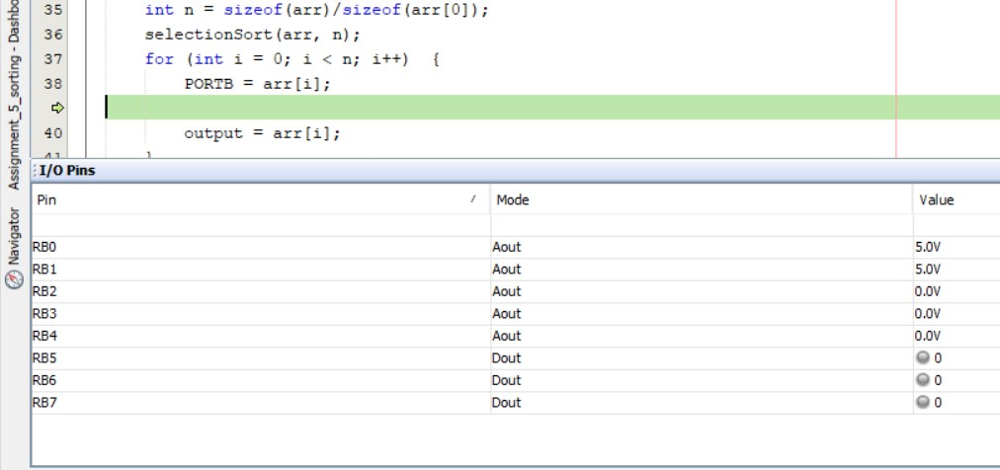 35 int n = sizeof(arr)/sizeof(arr[0]);
36 selectionSort(arr, n);
37 for (int i = 0; i < n; i++) {
38 PORTB = arr[i];
40 output = arr[i];
41 }
Assignment_5_sorting - Dashbo
Navigator
I/O Pins
Pin / Mode Value
RB0 Aout 5.0V
RB1 Aout 5.0V
RB2 Aout 0.0V
RB3 Aout 0.0V
RB4 Aout 0.0V
RB5 Dout 0
RB6 Dout 0
RB7 Dout 0